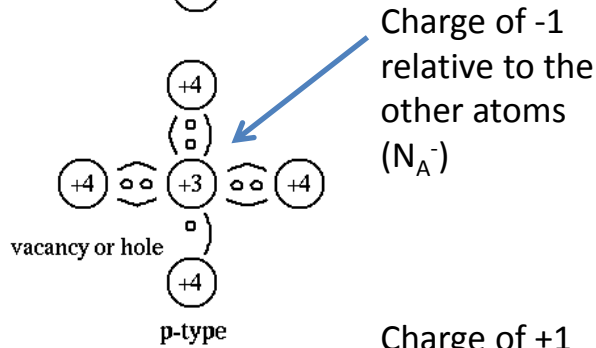 Charge of -1
relative to the
other atoms
(N_A^-)
+4
+4 +3 +4
vacancy or hole
+4
p-type
Charge of +1